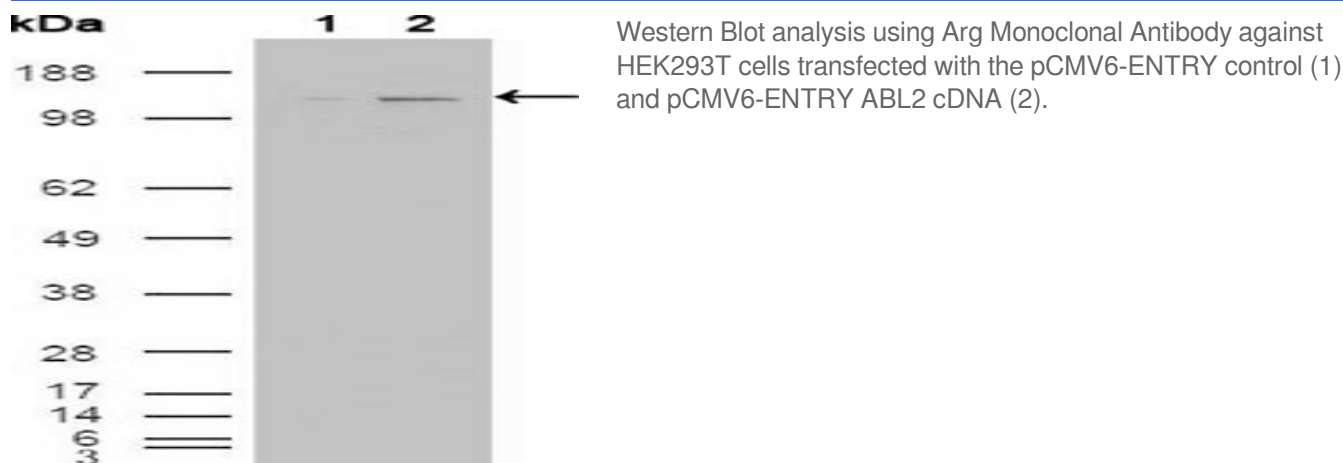 kDa 1 2
188
98
62
49
38
28
17
14
6
3
Western Blot analysis using Arg Monoclonal Antibody against
HEK293T cells transfected with the pCMV6-ENTRY control (1)
and pCMV6-ENTRY ABL2 cDNA (2).